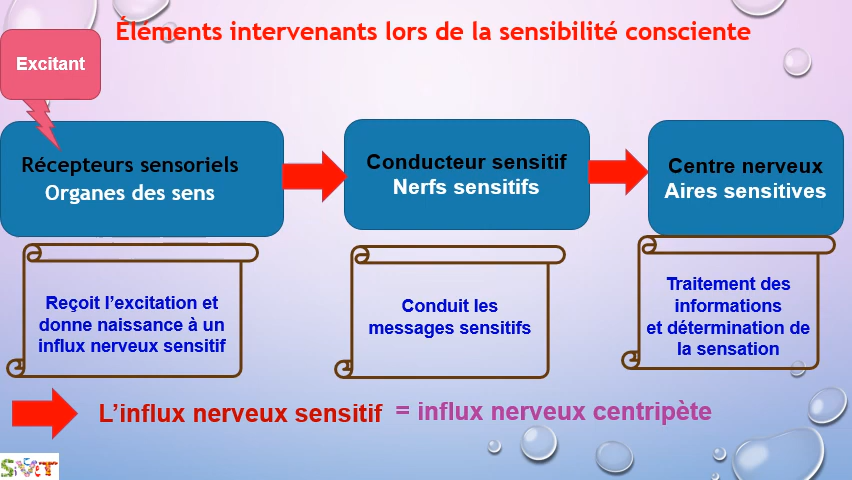 Éléments intervenants lors de la sensibilité consciente
Excitant
Récepteurs sensoriels
Organes des sens
Conducteur sensitif
Nerfs sensitifs
Centre nerveux
Aires sensitives
Reçoit l’excitation et
donne naissance à un
influx nerveux sensitif
Conduit les
messages sensitifs
Traitement des
informations
et détermination de
la sensation
L’influx nerveux sensitif = influx nerveux centripète